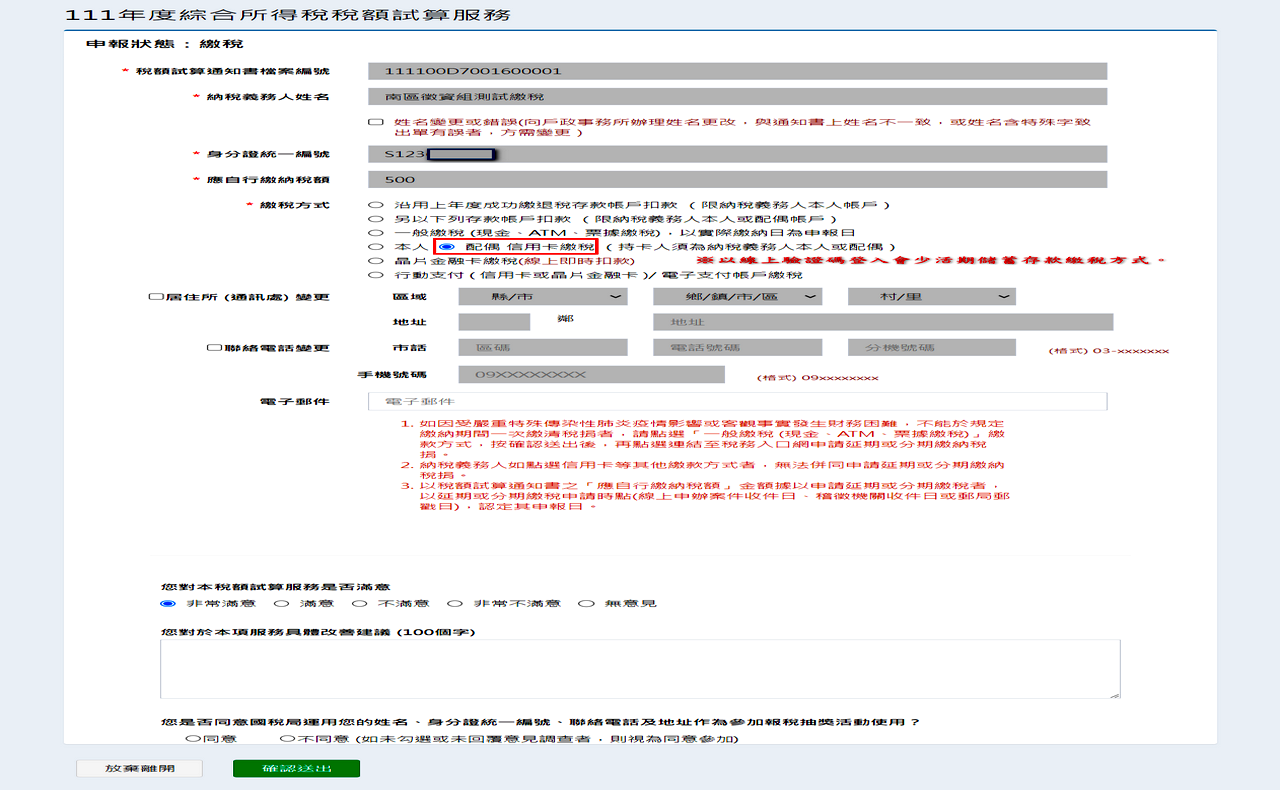 111年度綜合所得稅稅額試算服務
申報狀態：繳稅
* 稅額試算通知書檔案編號 111100D7001600001
* 納稅義務人姓名 南區徵資組測試繳稅
姓名變更或錯誤(向戶政事務所辦理姓名更改，與通知書上姓名不一致，或姓名含特殊字致
出單有誤者，方需變更 )
* 身分證統一編號 S123
* 應自行繳納稅額 500
* 繳稅方式 沿用上年度成功繳退稅存款帳戶扣款 ( 限納稅義務人本人帳戶 )
另以下列存款帳戶扣款 ( 限納稅義務人本人或配偶帳戶 )
一般繳稅 (現金、ATM、票據繳稅)，以實際繳納日為申報日
本人 配偶 信用卡繳稅 ( 持卡人須為納稅義務人本人或配偶 )
晶片金融卡繳稅(線上即時扣款) ※以線上驗證碼登入會少活期儲蓄存款繳稅方式。
行動支付 ( 信用卡或晶片金融卡 )/ 電子支付帳戶繳稅
居住所 (通訊處) 變更 區域 縣/市 鄉/鎮/市/區 村/里
地址 鄰 地址
聯絡電話變更 市話 區碼 電話號碼 分機號碼 (格式) 03-xxxxxxx
手機號碼 09XXXXXXXX (格式) 09xxxxxxxx
電子郵件 電子郵件
1. 如因受嚴重特殊傳染性肺炎疫情影響或客觀事實發生財務困難，不能於規定
繳納期間一次繳清稅捐者，請點選「一般繳稅 (現金、ATM、票據繳稅)」繳
款方式，按確認送出後，再點選連結至稅務入口網申請延期或分期繳納稅
捐。
2. 納稅義務人如點選信用卡等其他繳款方式者，無法併同申請延期或分期繳納
稅捐。
3. 以稅額試算通知書之「應自行繳納稅額」金額據以申請延期或分期繳稅者，
以延期或分期繳稅申請時點(線上申辦案件收件日、稽徵機關收件日或郵局郵
戳日)，認定其申報日。
您對本稅額試算服務是否滿意
非常滿意 滿意 不滿意 非常不滿意 無意見
您對於本項服務具體改善建議 (100個字)
您是否同意國稅局運用您的姓名、身分證統一編號、聯絡電話及地址作為參加報稅抽獎活動使用？
同意 不同意 (如未勾選或未回覆意見調查者，則視為同意參加)
放棄離開 確認送出